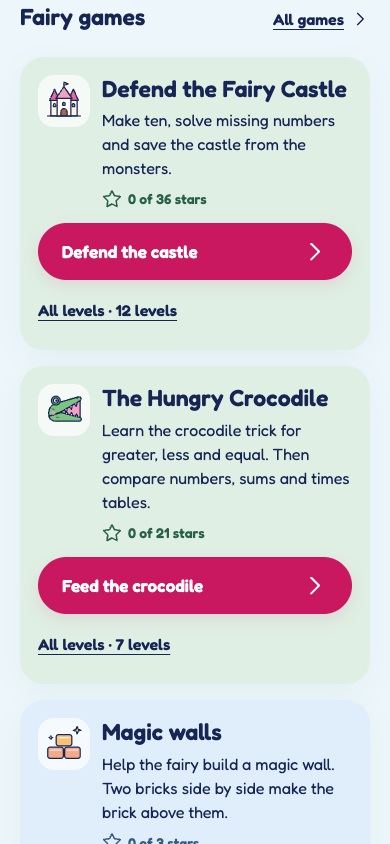 Fairy games
All games
Defend the Fairy Castle
Make ten, solve missing numbers
and save the castle from the
monsters.
0 of 36 stars
Defend the castle
All levels · 12 levels
The Hungry Crocodile
Learn the crocodile trick for
greater, less and equal. Then
compare numbers, sums and times
tables.
0 of 21 stars
Feed the crocodile
All levels · 7 levels
Magic walls
Help the fairy build a magic wall.
Two bricks side by side make the
brick above them.
0 of 3 stars